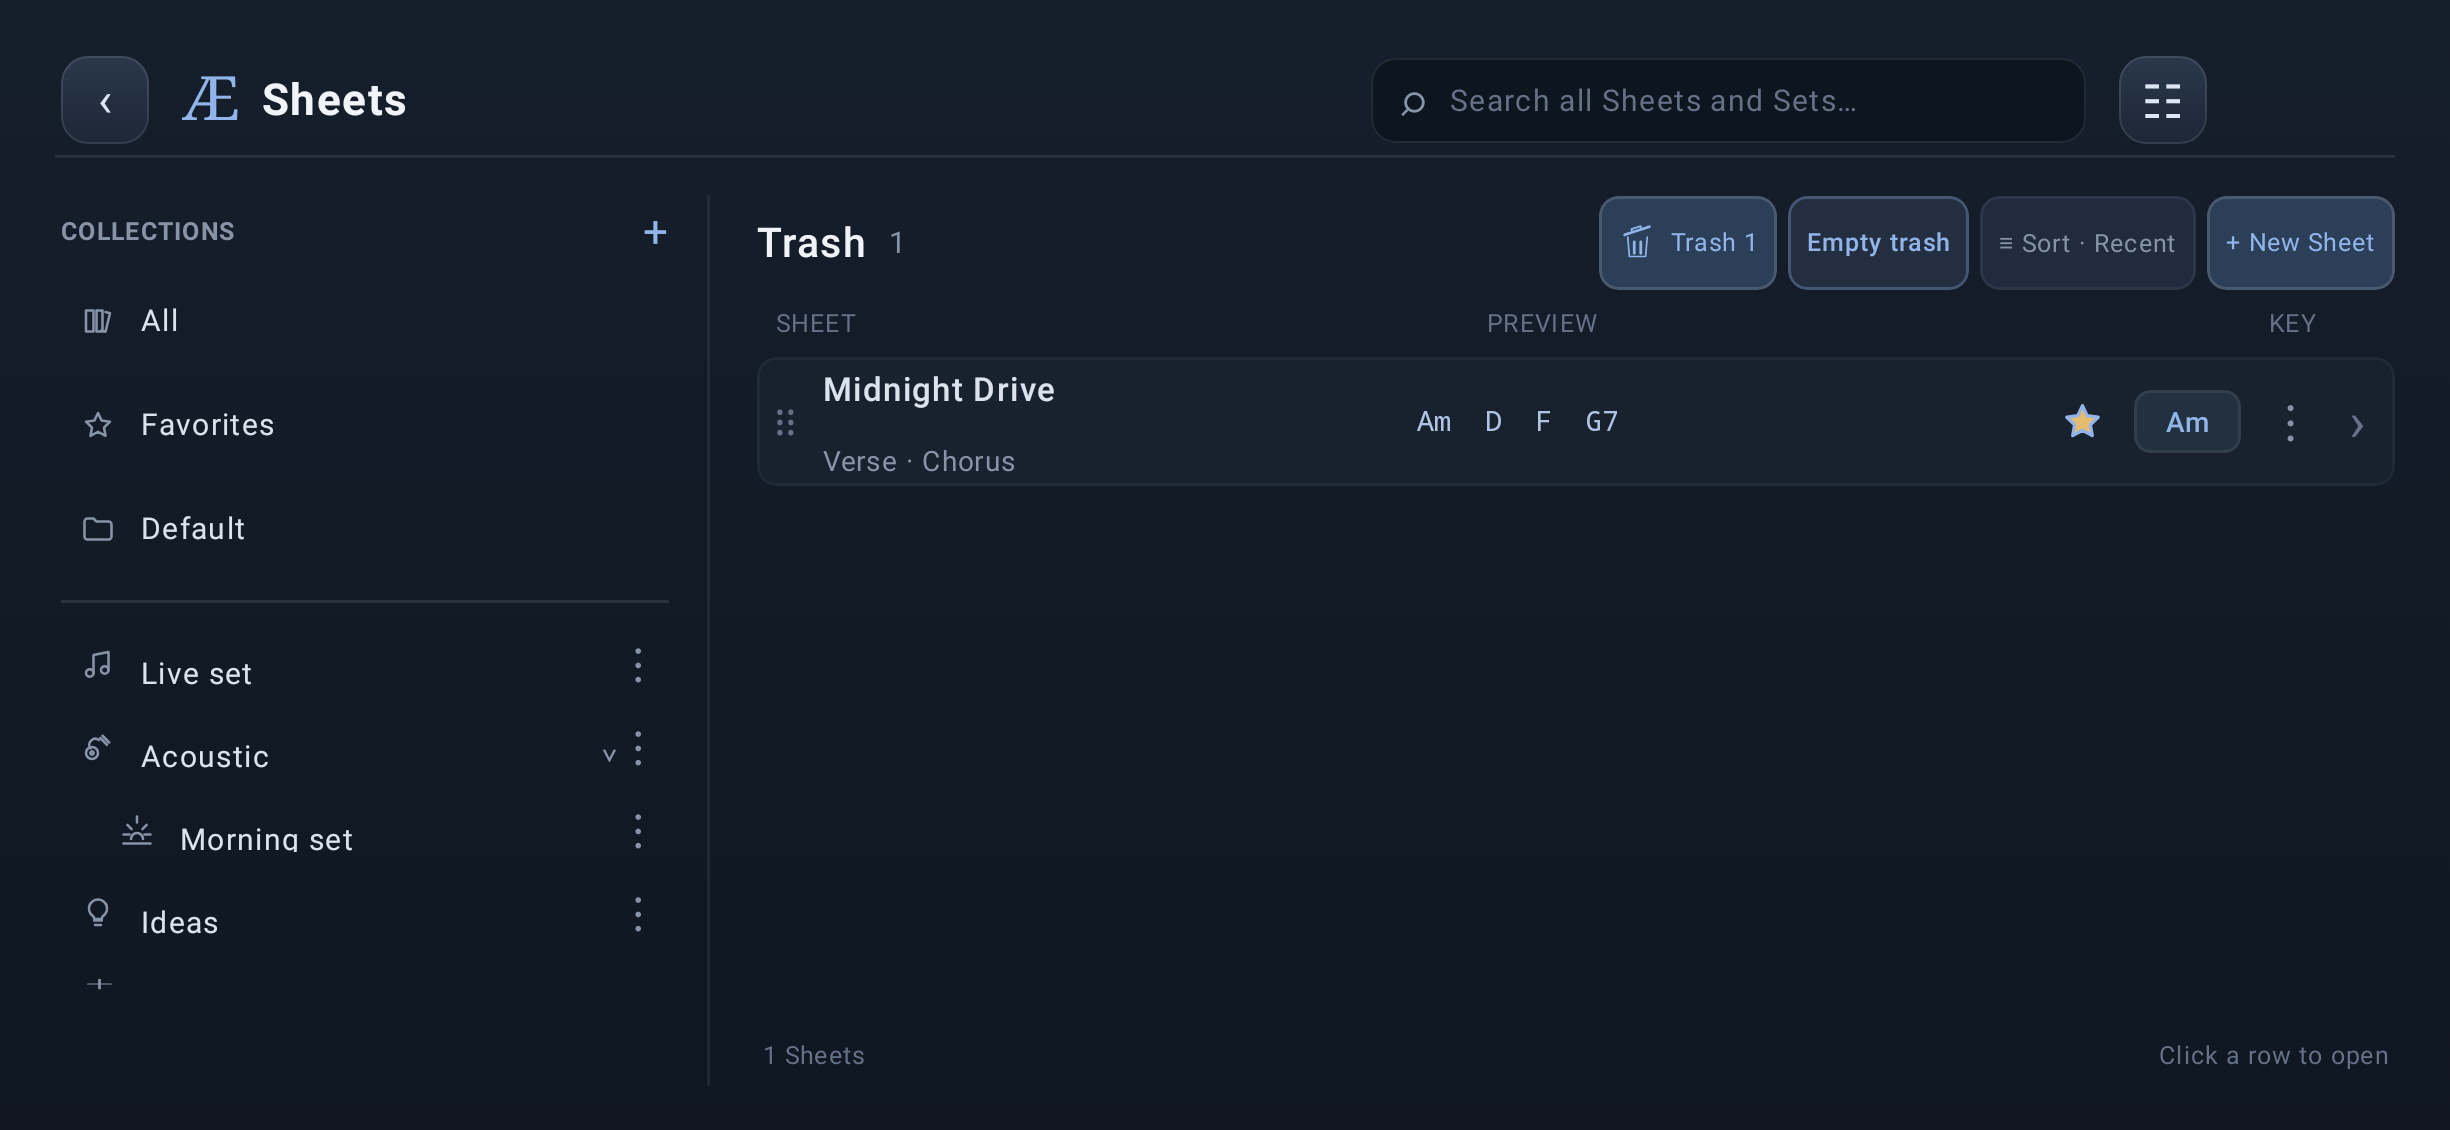 Æ Sheets
Search all Sheets and Sets…
COLLECTIONS
All
Favorites
Default
Live set
Acoustic
Morning set
Ideas
Trash 1
Trash 1
Empty trash
Sort · Recent
+ New Sheet
SHEET PREVIEW KEY
Midnight Drive
Verse · Chorus
Am D F G7
Am
1 Sheets
Click a row to open